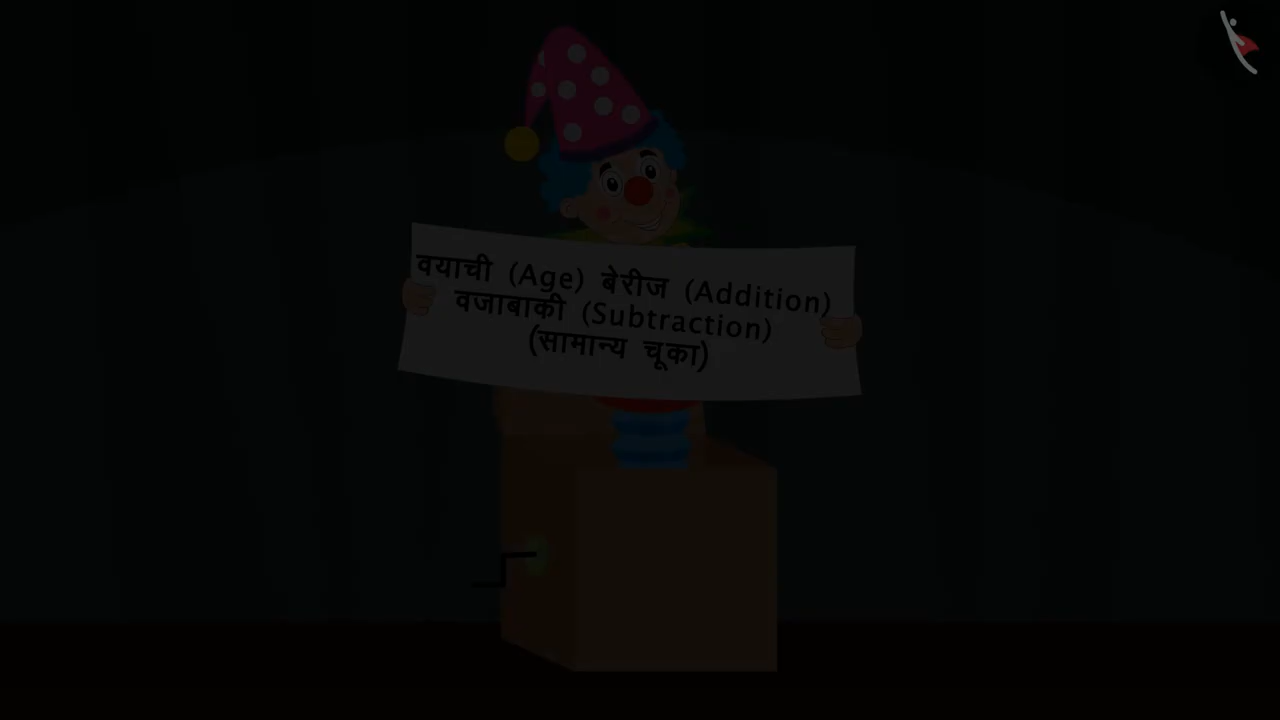 वयाची (Age) बेरीज (Addition)
वजाबाकी (Subtraction)
(सामान्य चूका)